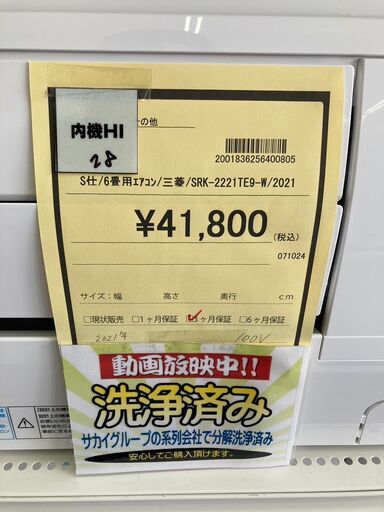 内機HI
28
の他
2001836256400805
S仕/6畳用エアコン/三菱/SRK-2221TE9-W/2021
¥41,800(税込)
071024
サイズ:幅 高さ 奥行 cm
□現状販売 □1ヶ月保証 ☑3ヶ月保証 □6ヶ月保証
2021年 100V
動画放映中!!
洗浄済み
サカイグループの系列会社で分解洗浄済み
安心してご購入頂けます。